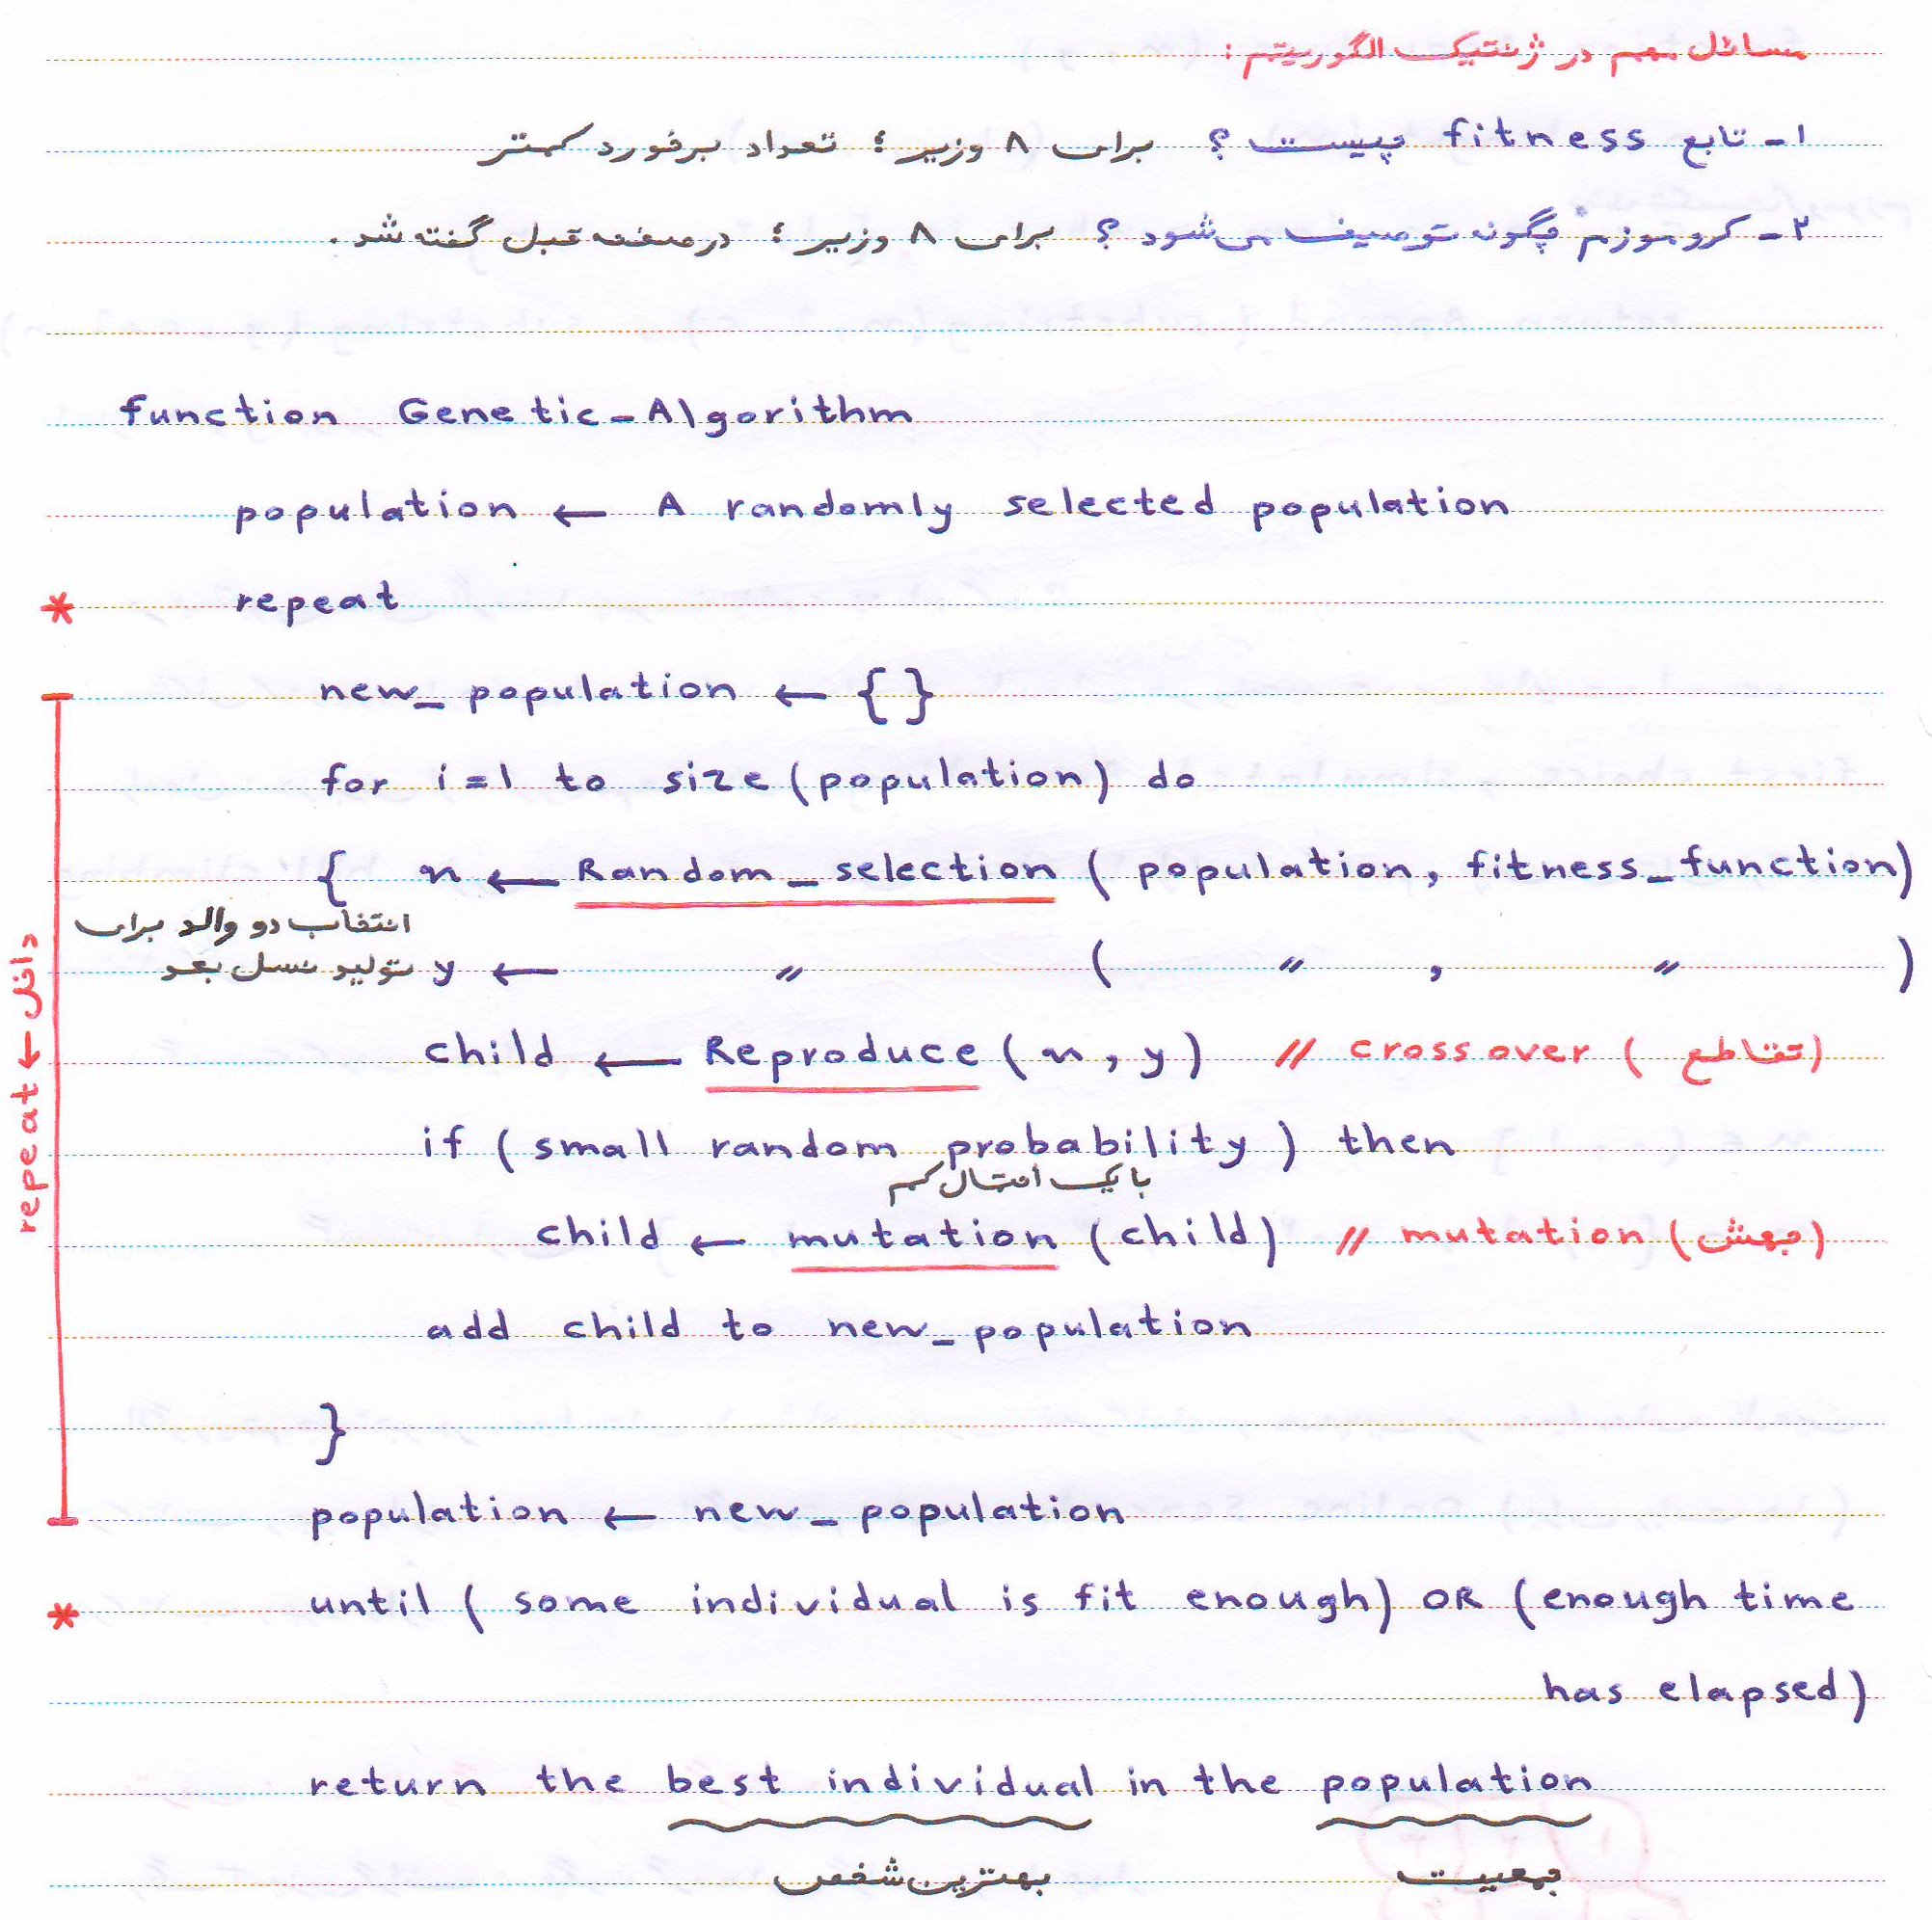 مسائل مهم در ژنتیک الگوریتم :
۱- تابع fitness چیست ؟ برای ۸ وزیر ؛ تعداد برخورد کمتر
۲- کروموزم چگونه توصیف می‌شود ؟ برای ۸ وزیر ؛ در صفحه قبل گفته شد .
function Genetic-Algorithm
population ← A randomly selected population
* repeat
new_population ← { }
for i=1 to size (population) do
{ x ← Random_selection ( population, fitness_function)
انتخاب دو والد برای
تولید نسل بعد
y ← " ( " , " )
child ← Reproduce (x, y) // crossover ( تقاطع )
if ( small random probability ) then
با یک احتمال کم
child ← mutation (child) // mutation (جهش)
add child to new_population
}
population ← new_population
داخل ← repeat
* until ( some individual is fit enough) OR (enough time
has elapsed)
return the best individual in the population
بهترین شخص جمعیت